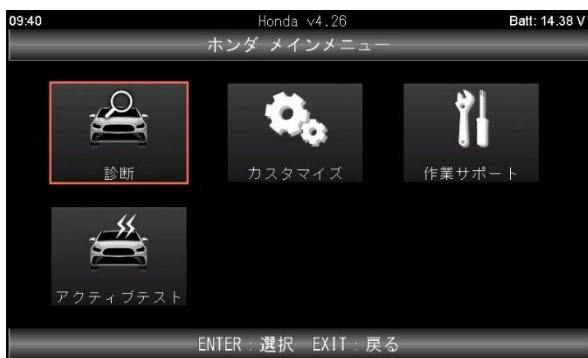 09:40 Honda v4.26 Batt: 14.38 V
ホンダ メインメニュー
診断 カスタマイズ 作業サポート
アクティブテスト
ENTER：選択 EXIT：戻る